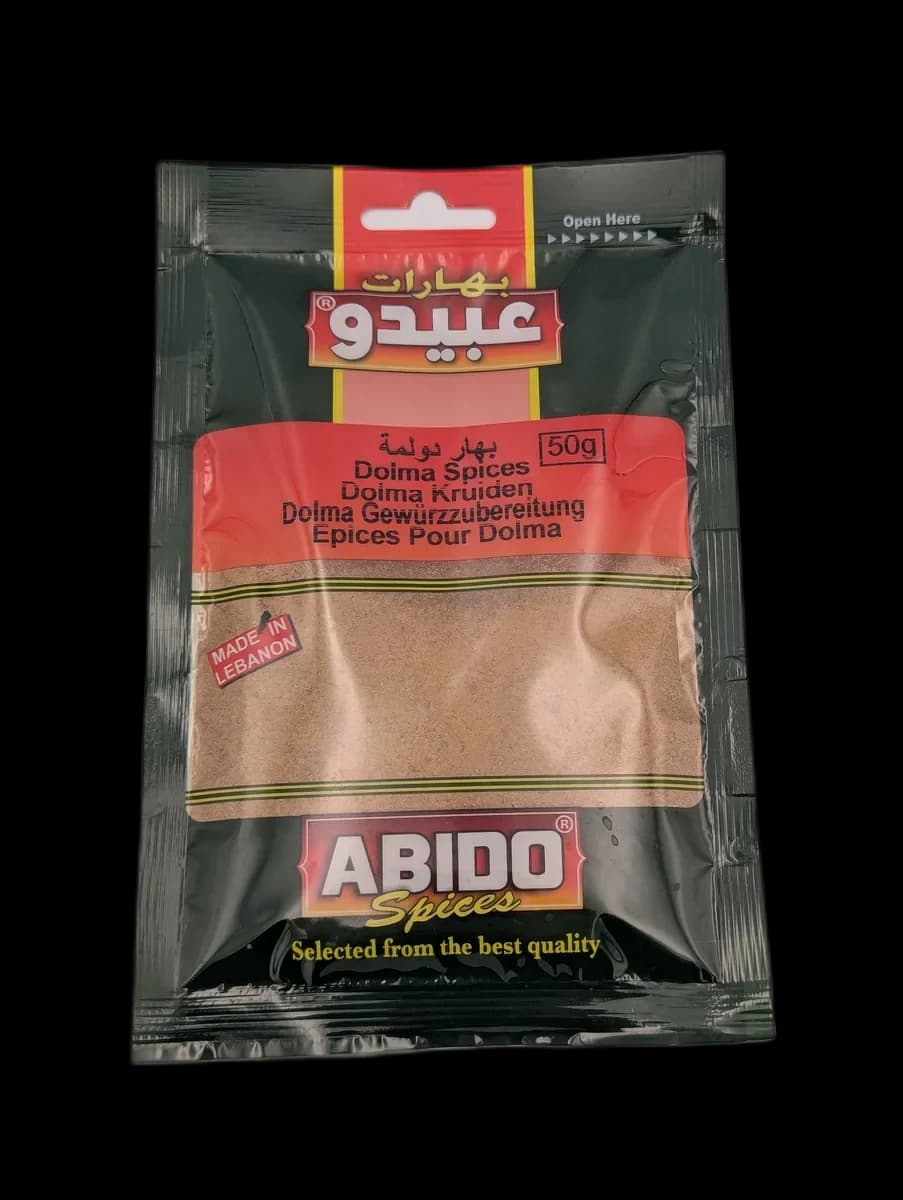 Open Here
بهارات
عبيدو®
بهار دولمة 50g
Dolma Spices
Dolma Kruiden
Dolma Gewürzzubereitung
Epices Pour Dolma
MADE IN
LEBANON
ABIDO®
Spices
Selected from the best quality